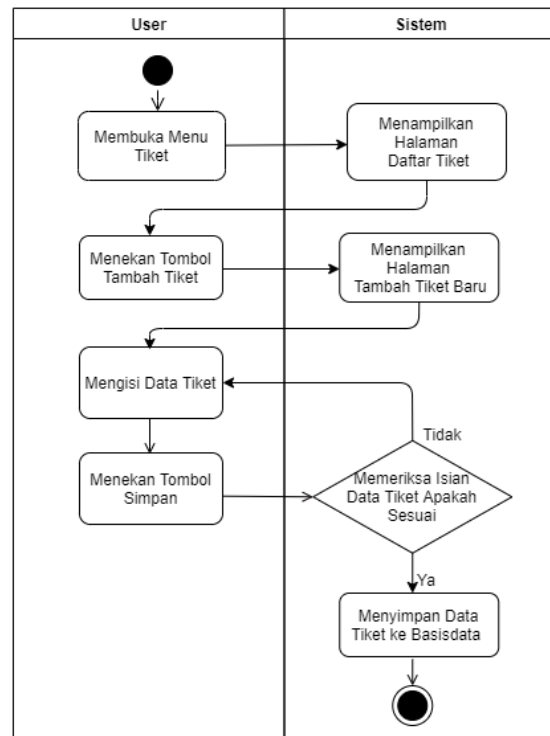 User
Sistem
Membuka Menu
Tiket
Menampilkan
Halaman
Daftar Tiket
Menekan Tombol
Tambah Tiket
Menampilkan
Halaman
Tambah Tiket Baru
Mengisi Data Tiket
Tidak
Menekan Tombol
Simpan
Memeriksa Isian
Data Tiket Apakah
Sesuai
Ya
Menyimpan Data
Tiket ke Basisdata